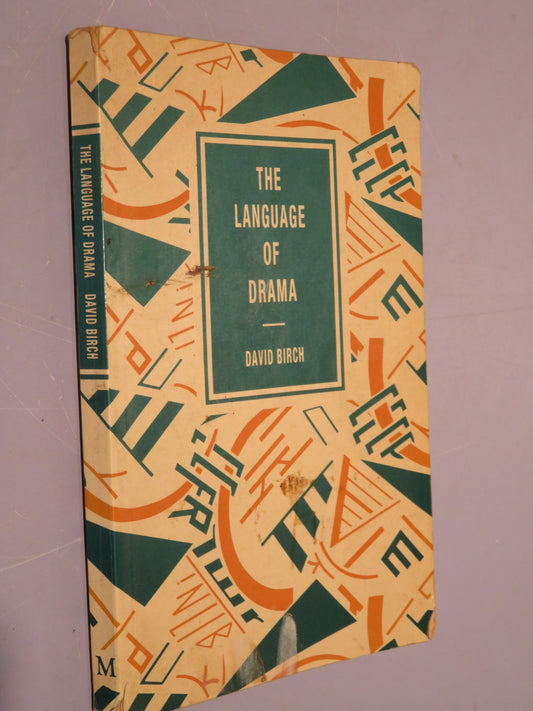 THE
LANGUAGE
OF
DRAMA
DAVID BIRCH
THE LANGUAGE OF DRAMA DAVID BIRCH
M